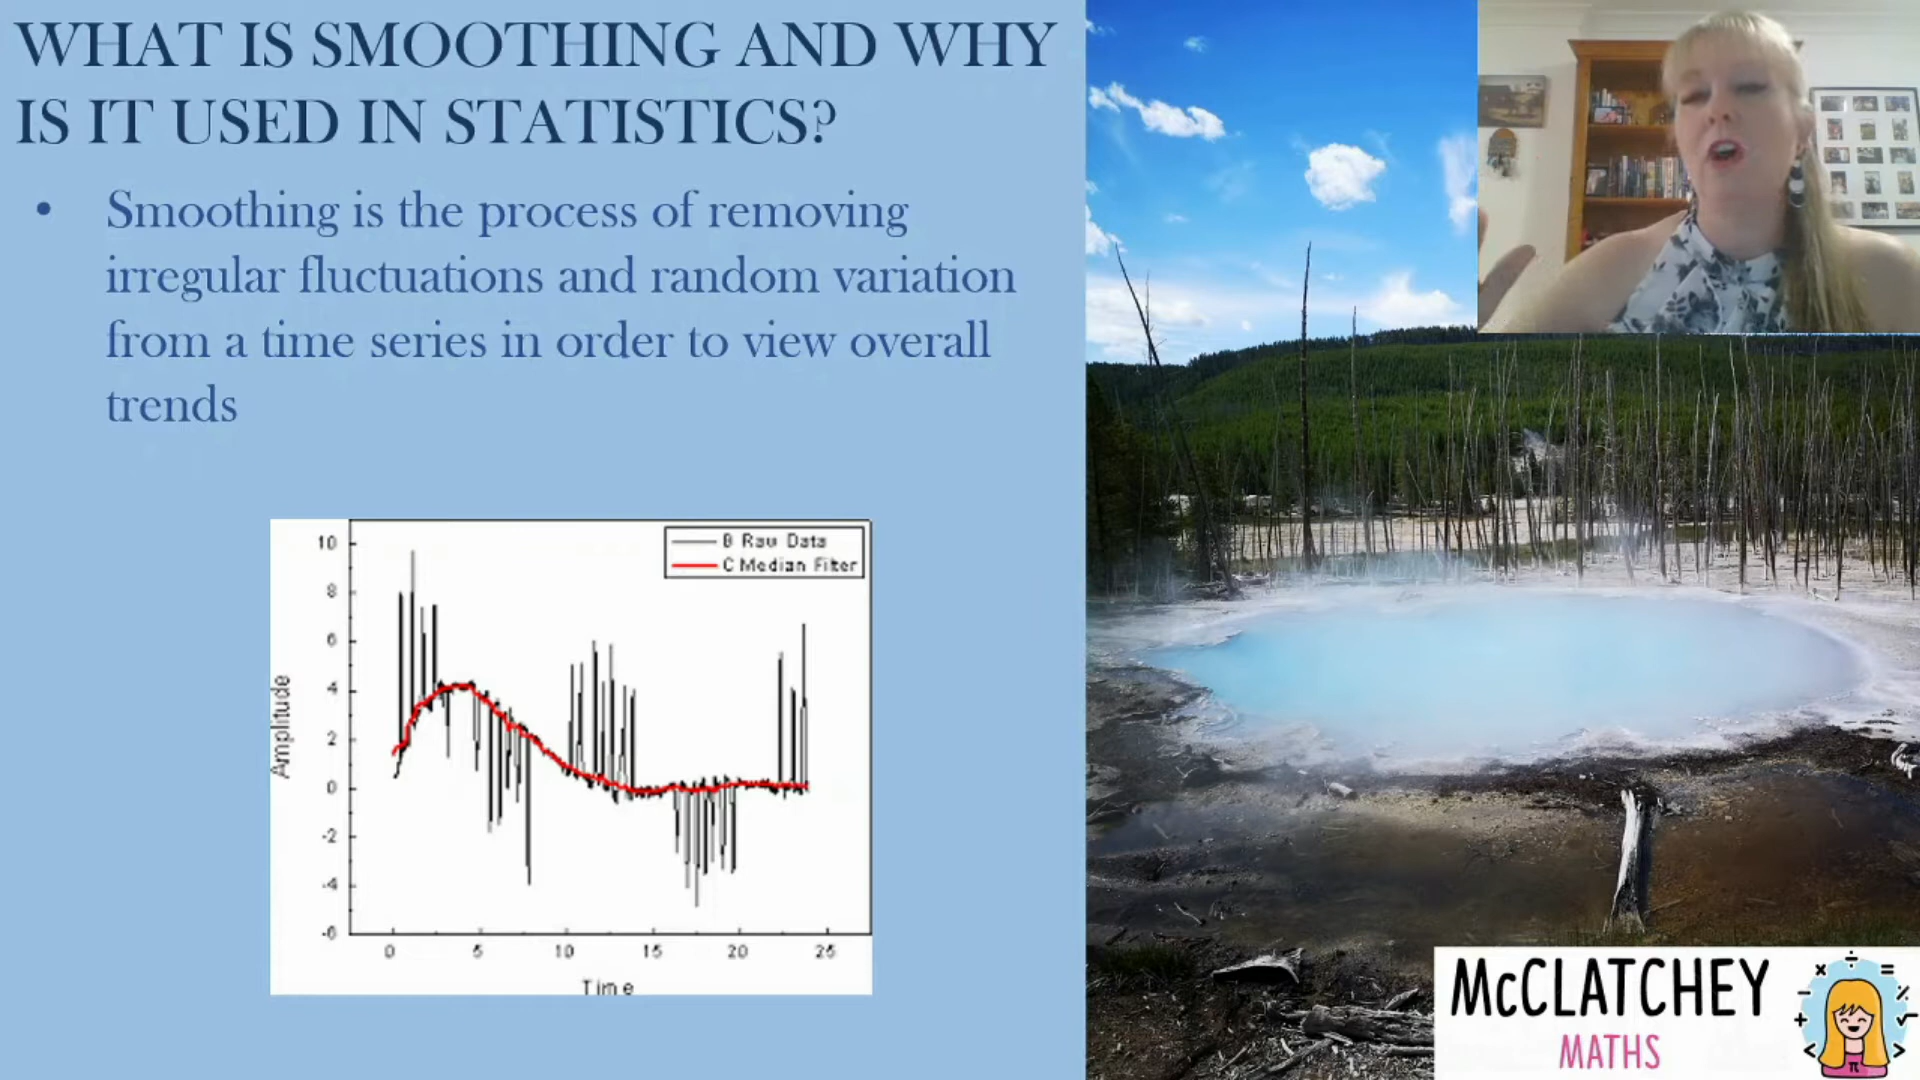 WHAT IS SMOOTHING AND WHY
IS IT USED IN STATISTICS?
• Smoothing is the process of removing
irregular fluctuations and random variation
from a time series in order to view overall
trends
B Raw Data
C Median Filter
10
8
6
4
2
0
-2
-4
-6
Amplitude
0 5 10 15 20 25
Time
McCLATCHEY
MATHS